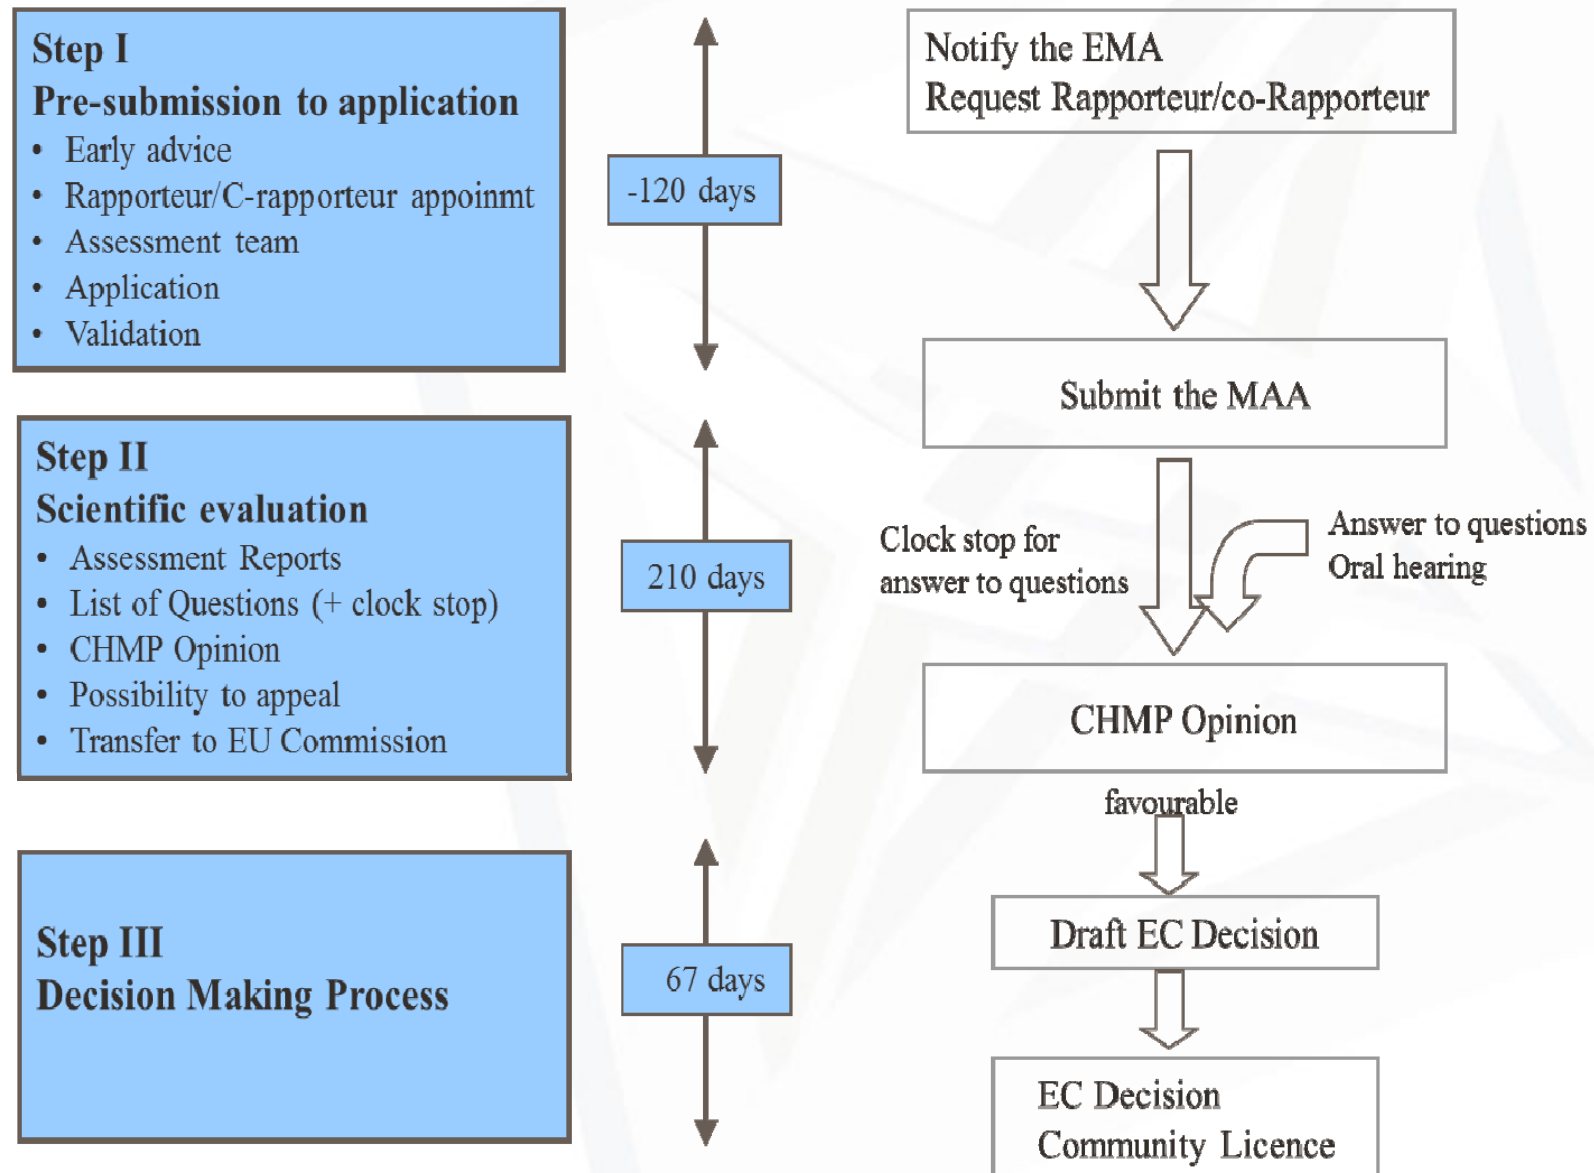 Step I
Pre-submission to application
• Early advice
• Rapporteur/C-rapporteur appoinmt
• Assessment team
• Application
• Validation
-120 days
Notify the EMA
Request Rapporteur/co-Rapporteur
Submit the MAA
Step II
Scientific evaluation
• Assessment Reports
• List of Questions (+ clock stop)
• CHMP Opinion
• Possibility to appeal
• Transfer to EU Commission
210 days
Clock stop for
answer to questions
Answer to questions
Oral hearing
CHMP Opinion
favourable
Step III
Decision Making Process
67 days
Draft EC Decision
EC Decision
Community Licence